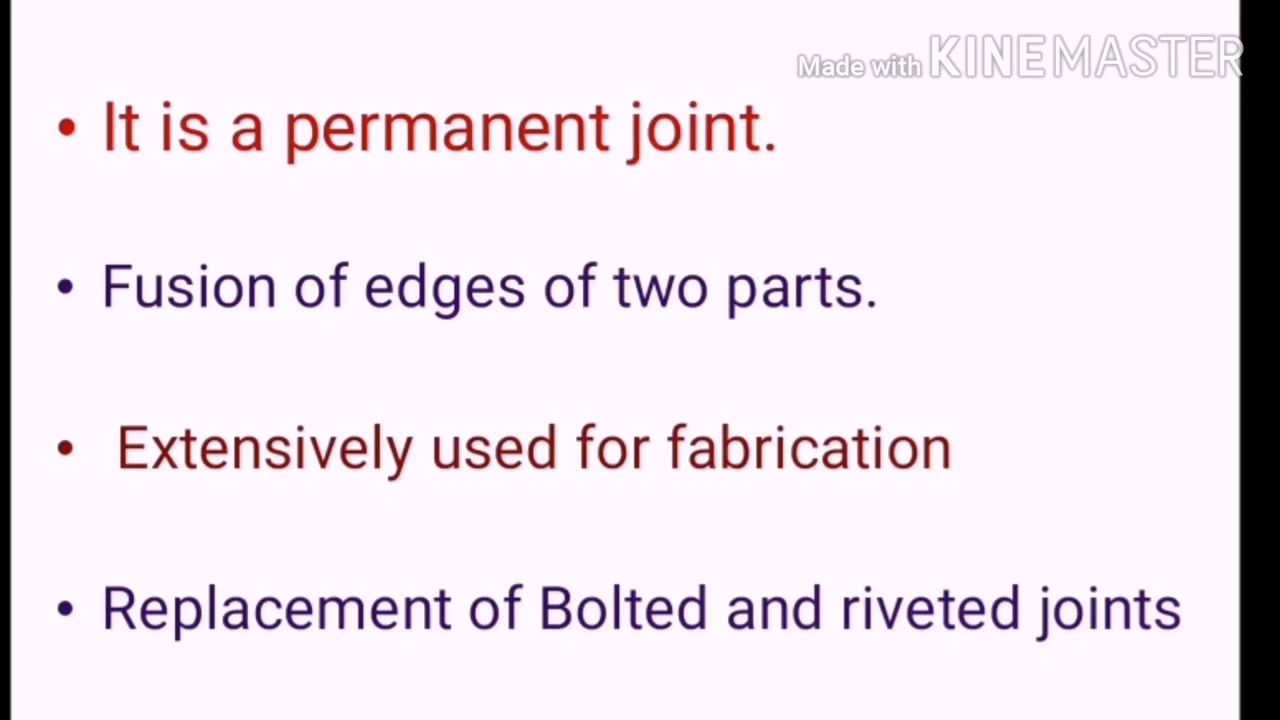 Made with KINEMASTER
• It is a permanent joint.
• Fusion of edges of two parts.
• Extensively used for fabrication
• Replacement of Bolted and riveted joints